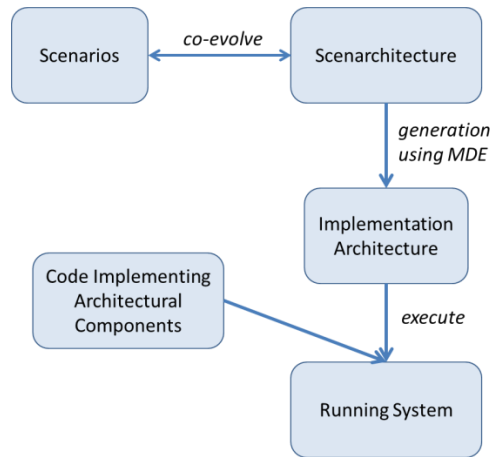 Scenarios
co-evolve
Scenarchitecture
generation
using MDE
Implementation
Architecture
Code Implementing
Architectural
Components
execute
Running System